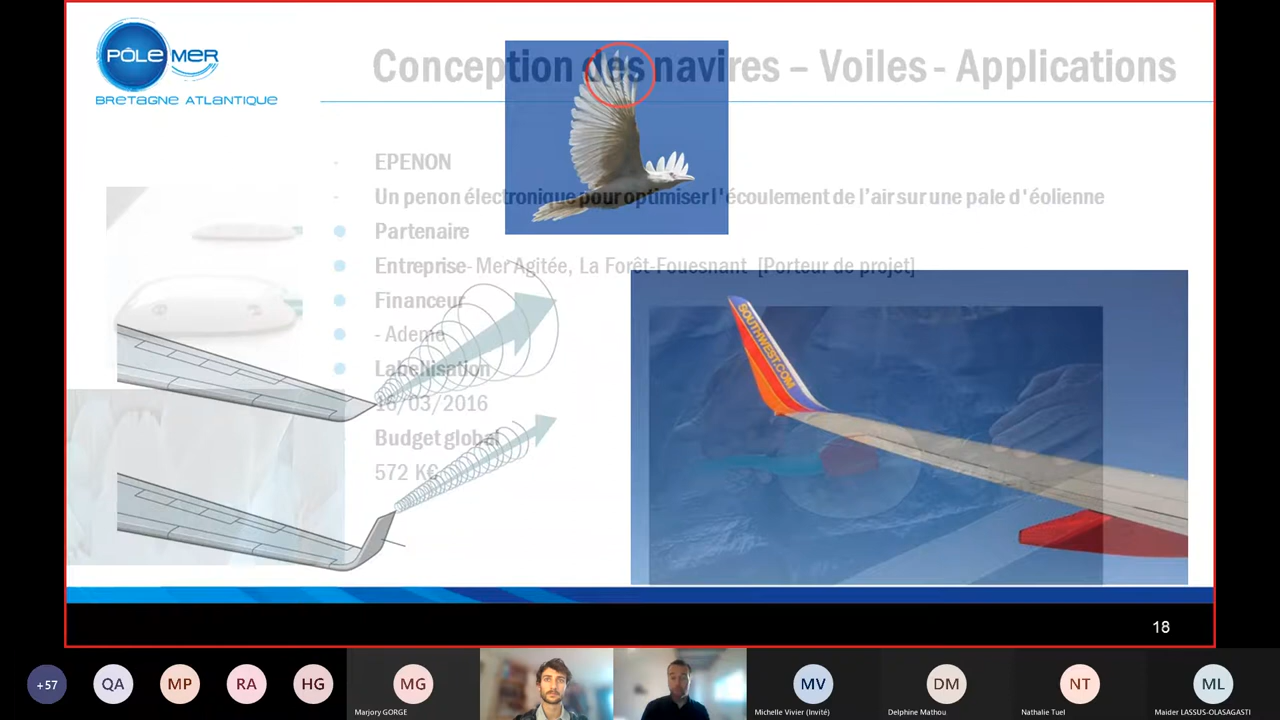 PÔLE MER
BRETAGNE ATLANTIQUE
Conception des navires – Voiles - Applications
- EPENON
- Un penon électronique pour optimiser l'écoulement de l'air sur une pale d'éolienne
Partenaire
Entreprise- Mer Agitée, La Forêt-Fouesnant [Porteur de projet]
Financeur
- Ademe
Labellisation
16/03/2016
Budget global
572 K€
SOUTHWEST.COM
18
+57
QA
MP
RA
HG
MG
MV
DM
NT
ML
Marjory GORGE
Michelle Vivier (Invité)
Delphine Mathou
Nathalie Tuel
Maider LASSUS-OLASAGASTI